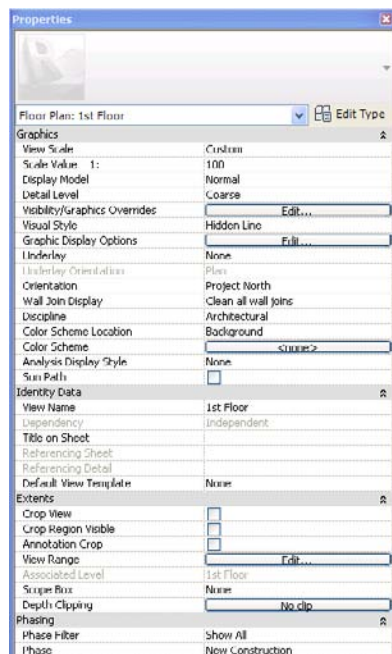 Properties
Floor Plan: 1st Floor Edit Type
Graphics
View Scale Custom
Scale Value 1: 100
Display Model Normal
Detail Level Coarse
Visibility/Graphics Overrides Edit...
Visual Style Hidden Line
Graphic Display Options Edit...
Underlay None
Underlay Orientation Plan
Orientation Project North
Wall Join Display Clean all wall joins
Discipline Architectural
Color Scheme Location Background
Color Scheme <none>
Analysis Display Style None
Sun Path
Identity Data
View Name 1st Floor
Dependency Independent
Title on Sheet
Referencing Sheet
Referencing Detail
Default View Template None
Extents
Crop View
Crop Region Visible
Annotation Crop
View Range Edit...
Associated Level 1st Floor
Scope Box None
Depth Clipping No clip
Phasing
Phase Filter Show All
Phase New Construction